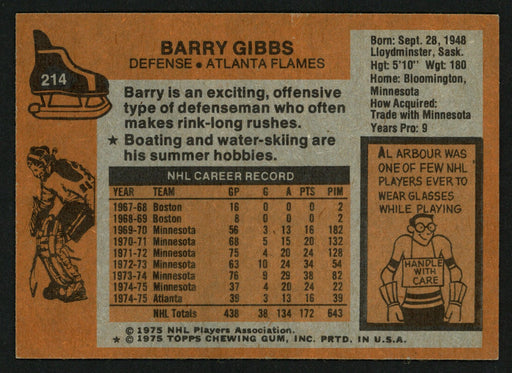 214
BARRY GIBBS
DEFENSE • ATLANTA FLAMES
Born: Sept. 28, 1948
Lloydminster, Sask.
Hgt: 5'10" Wgt: 180
Home: Bloomington,
Minnesota
How Acquired:
Trade with Minnesota
Years Pro: 9
Barry is an exciting, offensive
type of defenseman who often
makes rink-long rushes.
★ Boating and water-skiing are
his summer hobbies.
NHL CAREER RECORD
YEAR TEAM GP G A PTS PIM
1967-68 Boston 16 0 0 0 2
1968-69 Boston 8 0 0 0 2
1969-70 Minnesota 56 3 13 16 182
1970-71 Minnesota 68 5 15 20 132
1971-72 Minnesota 75 4 20 24 128
1972-73 Minnesota 63 10 24 34 54
1973-74 Minnesota 76 9 29 38 82
1974-75 Minnesota 37 4 20 24 22
1974-75 Atlanta 39 3 13 16 39
NHL Totals 438 38 134 172 643
© 1975 NHL Players Association.
★ © 1975 TOPPS CHEWING GUM, INC. PRTD. IN U.S.A.
AL ARBOUR WAS
ONE OF FEW NHL
PLAYERS EVER TO
WEAR GLASSES
WHILE PLAYING
HANDLE
WITH
CARE